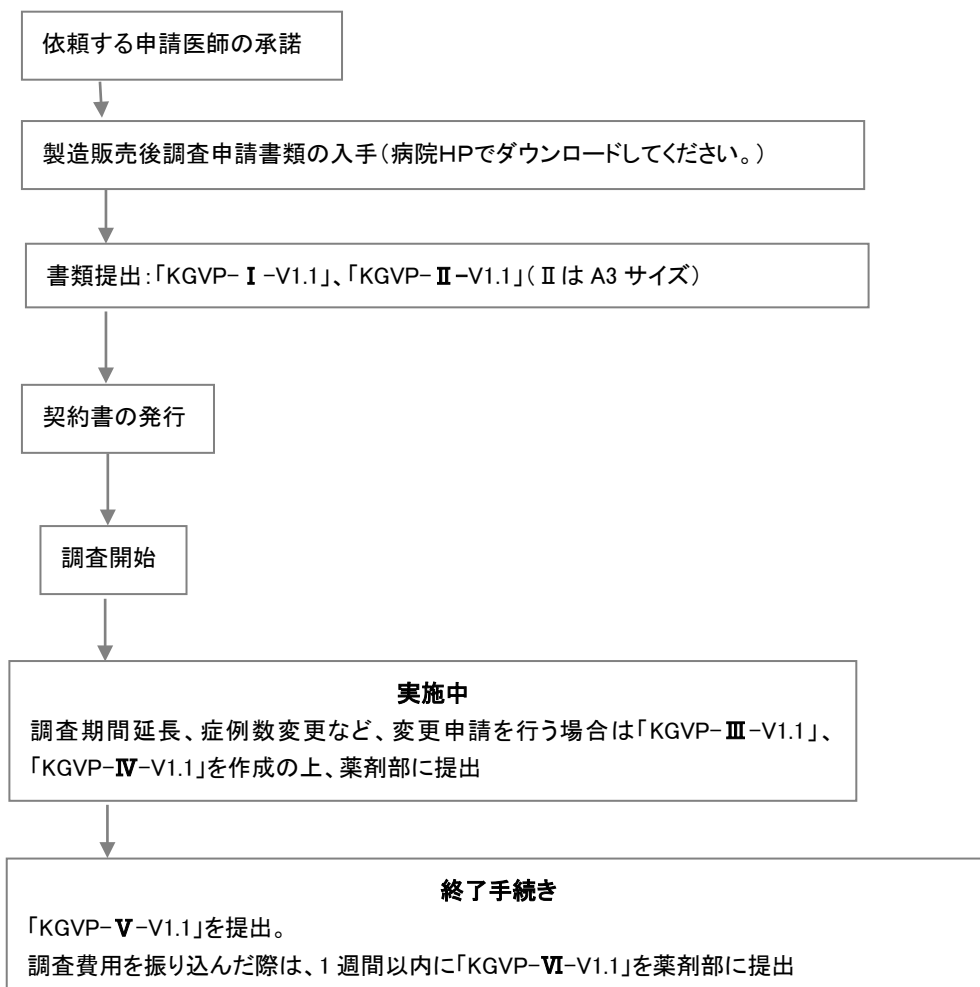 依頼する申請医師の承諾
製造販売後調査申請書類の入手(病院HPでダウンロードしてください。)
書類提出:「KGVP-Ⅰ-V1.1」、「KGVP-Ⅱ-V1.1」(Ⅱは A3 サイズ)
契約書の発行
調査開始
実施中
調査期間延長、症例数変更など、変更申請を行う場合は「KGVP-Ⅲ-V1.1」、
「KGVP-Ⅳ-V1.1」を作成の上、薬剤部に提出
終了手続き
「KGVP-Ⅴ-V1.1」を提出。
調査費用を振り込んだ際は、1 週間以内に「KGVP-Ⅵ-V1.1」を薬剤部に提出